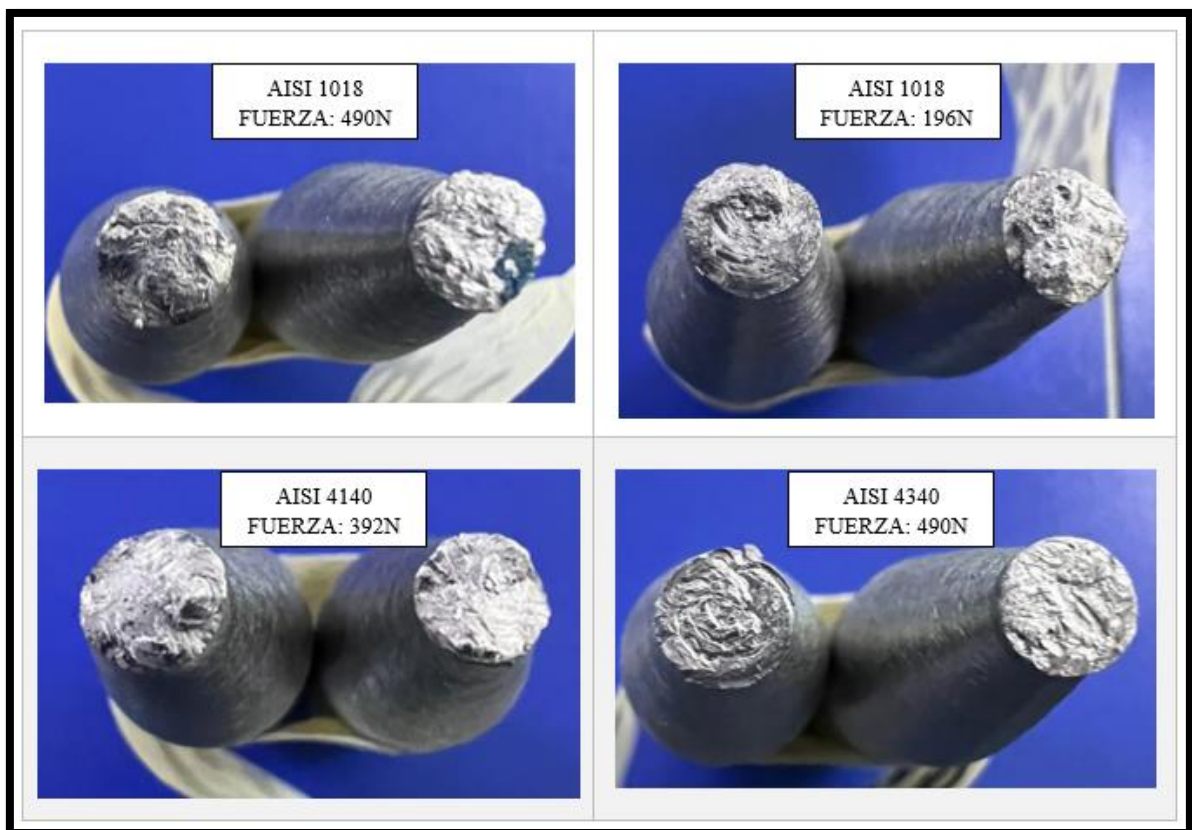 AISI 1018
FUERZA: 490N
AISI 1018
FUERZA: 196N
AISI 4140
FUERZA: 392N
AISI 4340
FUERZA: 490N